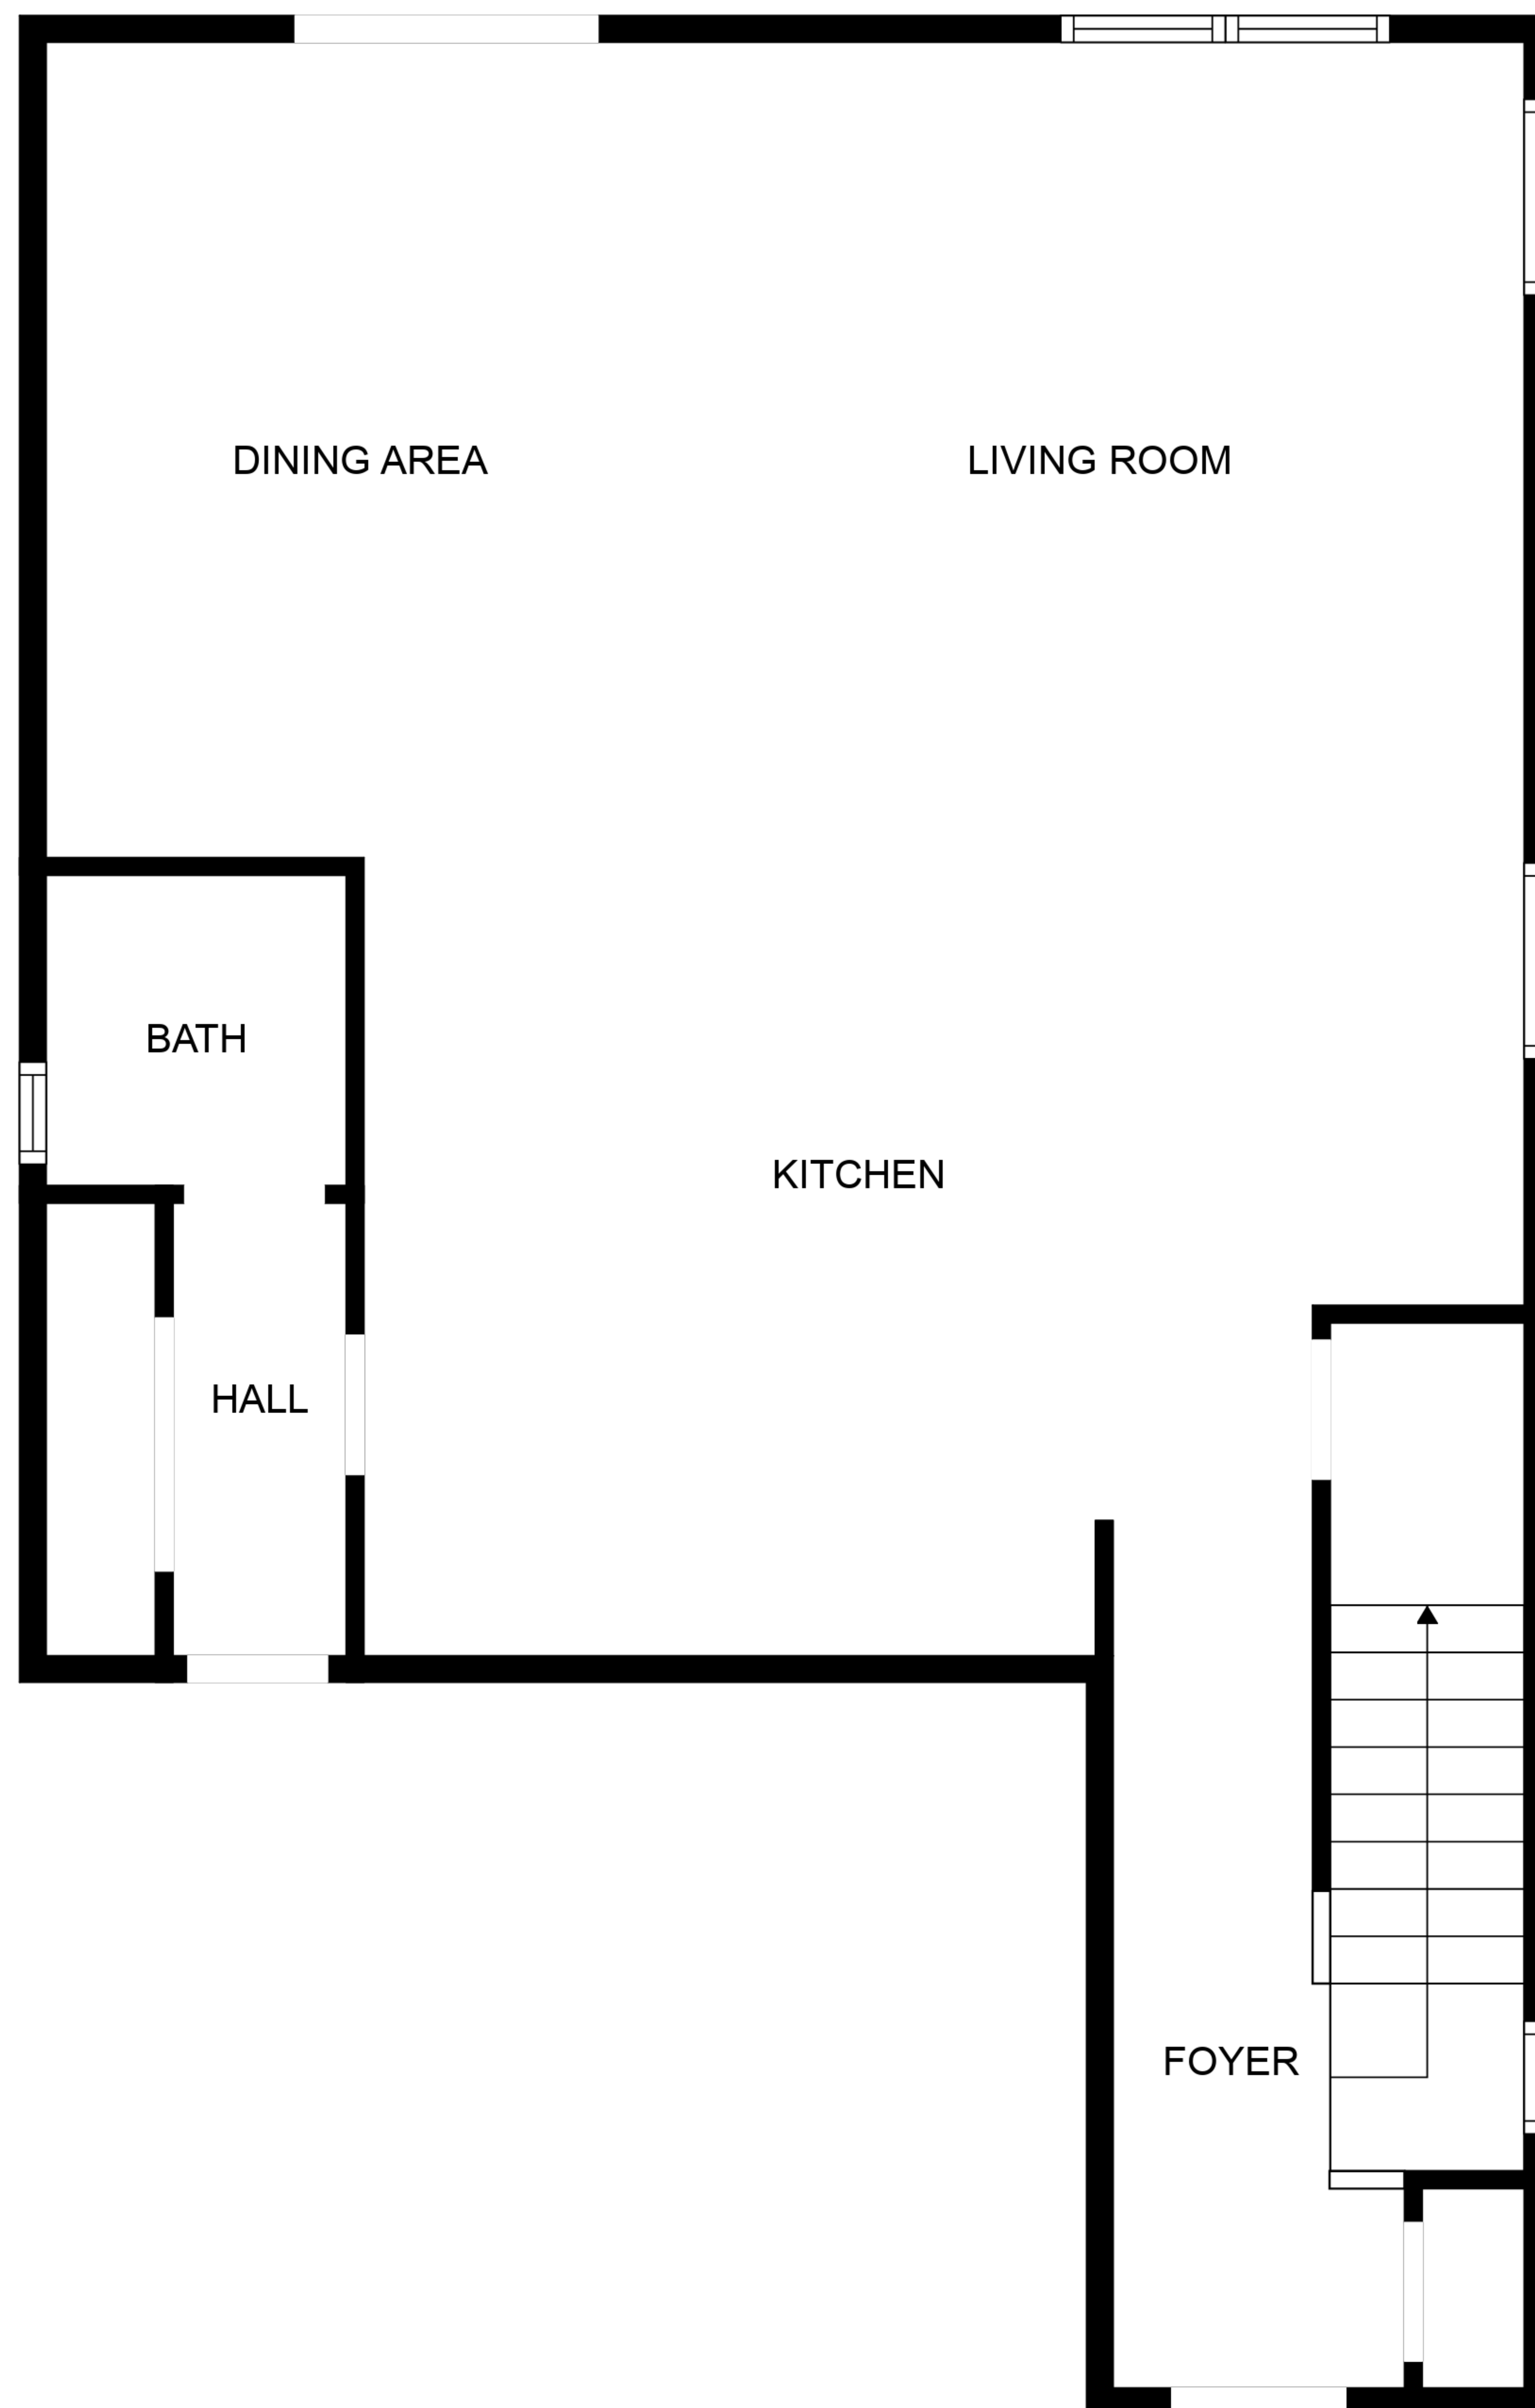 DINING AREA
LIVING ROOM
BATH
KITCHEN
HALL
FOYER